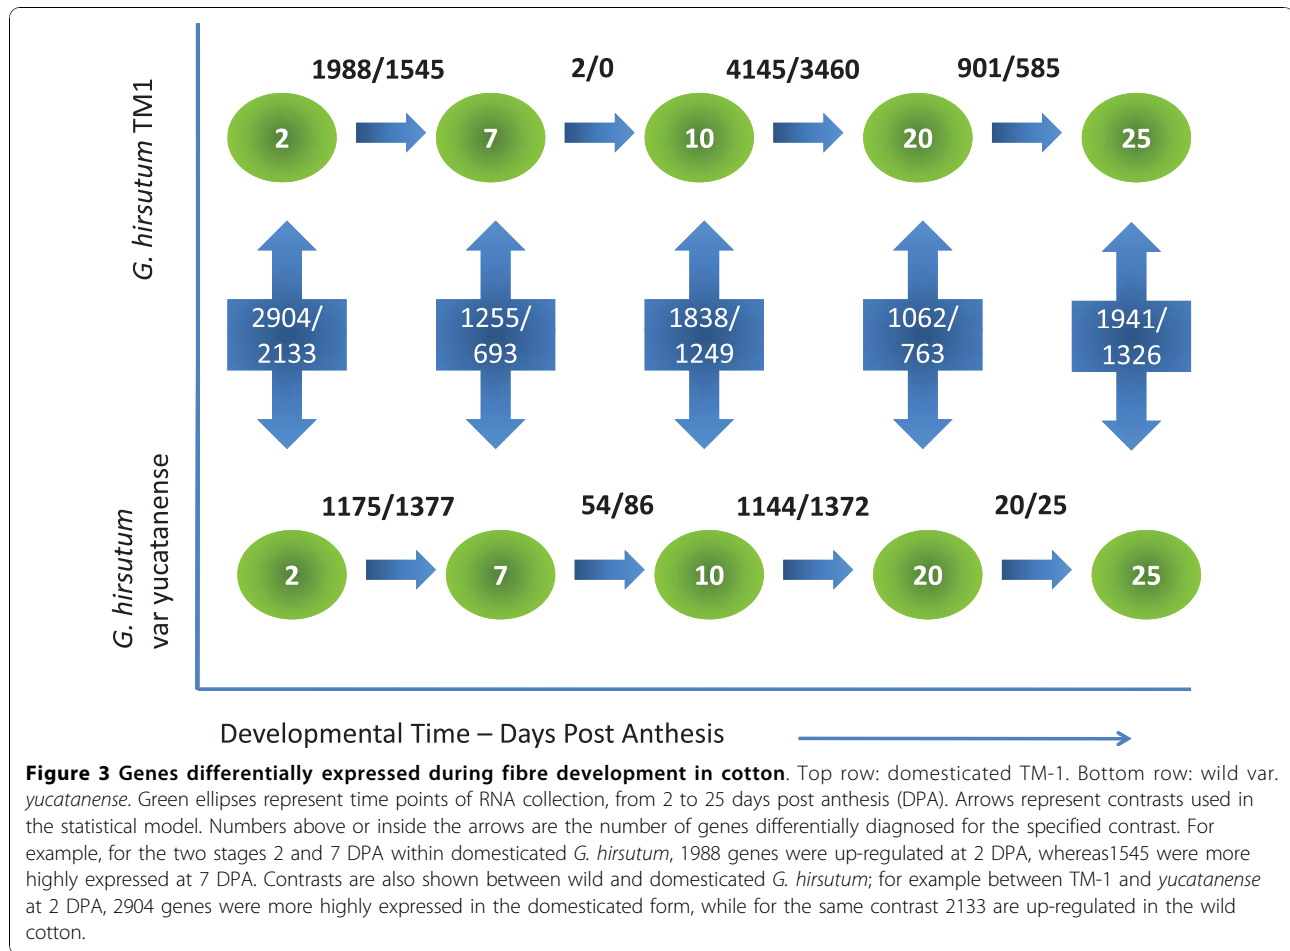 G. hirsutum TM1
1988/1545
2/0
4145/3460
901/585
2
7
10
20
25
2904/
2133
1255/
693
1838/
1249
1062/
763
1941/
1326
G. hirsutum
var yucatanense
1175/1377
54/86
1144/1372
20/25
2
7
10
20
25
Developmental Time – Days Post Anthesis
Figure 3 Genes differentially expressed during fibre development in cotton. Top row: domesticated TM-1. Bottom row: wild var.
yucatanense. Green ellipses represent time points of RNA collection, from 2 to 25 days post anthesis (DPA). Arrows represent contrasts used in
the statistical model. Numbers above or inside the arrows are the number of genes differentially diagnosed for the specified contrast. For
example, for the two stages 2 and 7 DPA within domesticated G. hirsutum, 1988 genes were up-regulated at 2 DPA, whereas1545 were more
highly expressed at 7 DPA. Contrasts are also shown between wild and domesticated G. hirsutum; for example between TM-1 and yucatanense
at 2 DPA, 2904 genes were more highly expressed in the domesticated form, while for the same contrast 2133 are up-regulated in the wild
cotton.